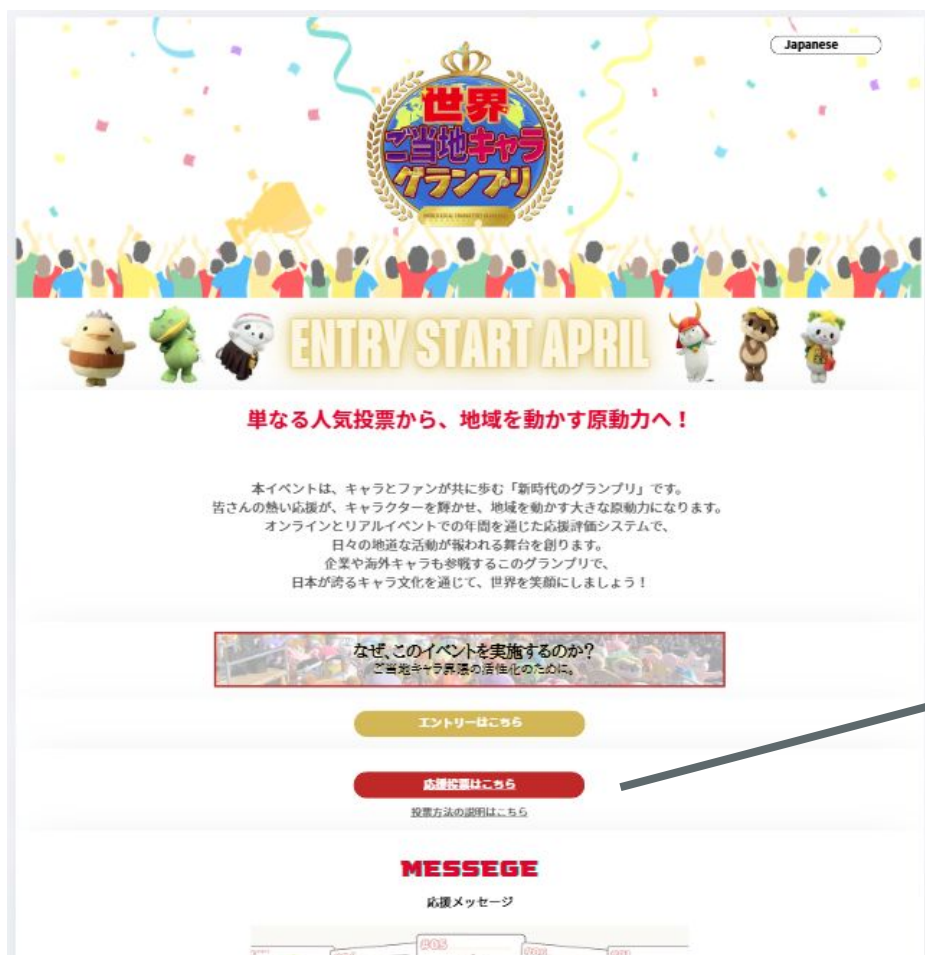 Japanese
世界
ご当地キャラ
グランプリ
ENTRY START APRIL
単なる人気投票から、地域を動かす原動力へ！
本イベントは、キャラとファンが共に歩む「新時代のグランプリ」です。
皆さんの熱い応援が、キャラクターを輝かせ、地域を動かす大きな原動力になります。
オンラインとリアルイベントでの年間を通じた応援評価システムで、
日々の地道な活動が報われる舞台を創ります。
企業や海外キャラも参戦するこのグランプリで、
日本が誇るキャラ文化を通じて、世界を笑顔にしましょう！
なぜ、このイベントを実施するのか？
ご当地キャラ界隈の活性化のために。
エントリーはこちら
応援投票はこちら
投票方法の説明はこちら
MESSEGE
応援メッセージ
#05